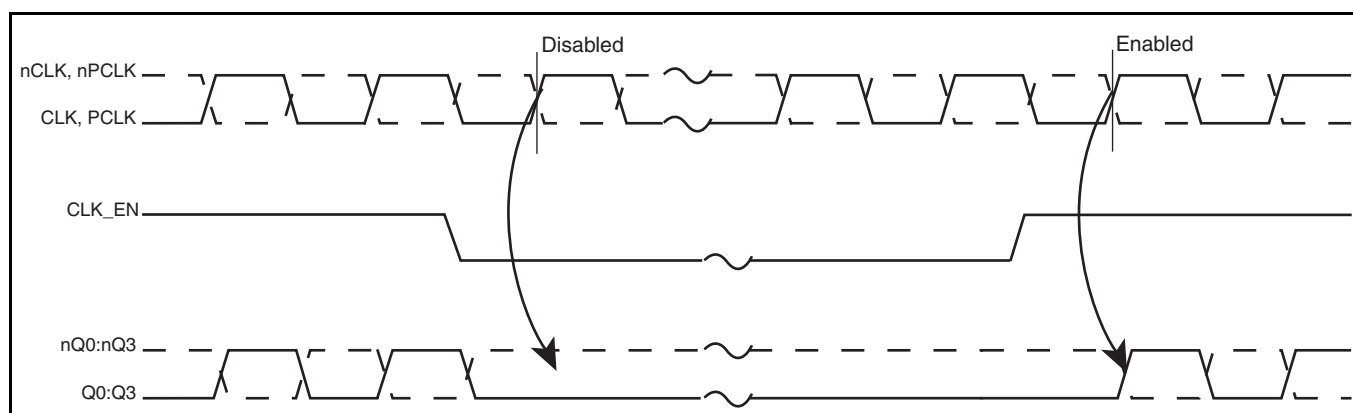 Disabled
Enabled
nCLK, nPCLK
CLK, PCLK
CLK_EN
nQ0:nQ3
Q0:Q3